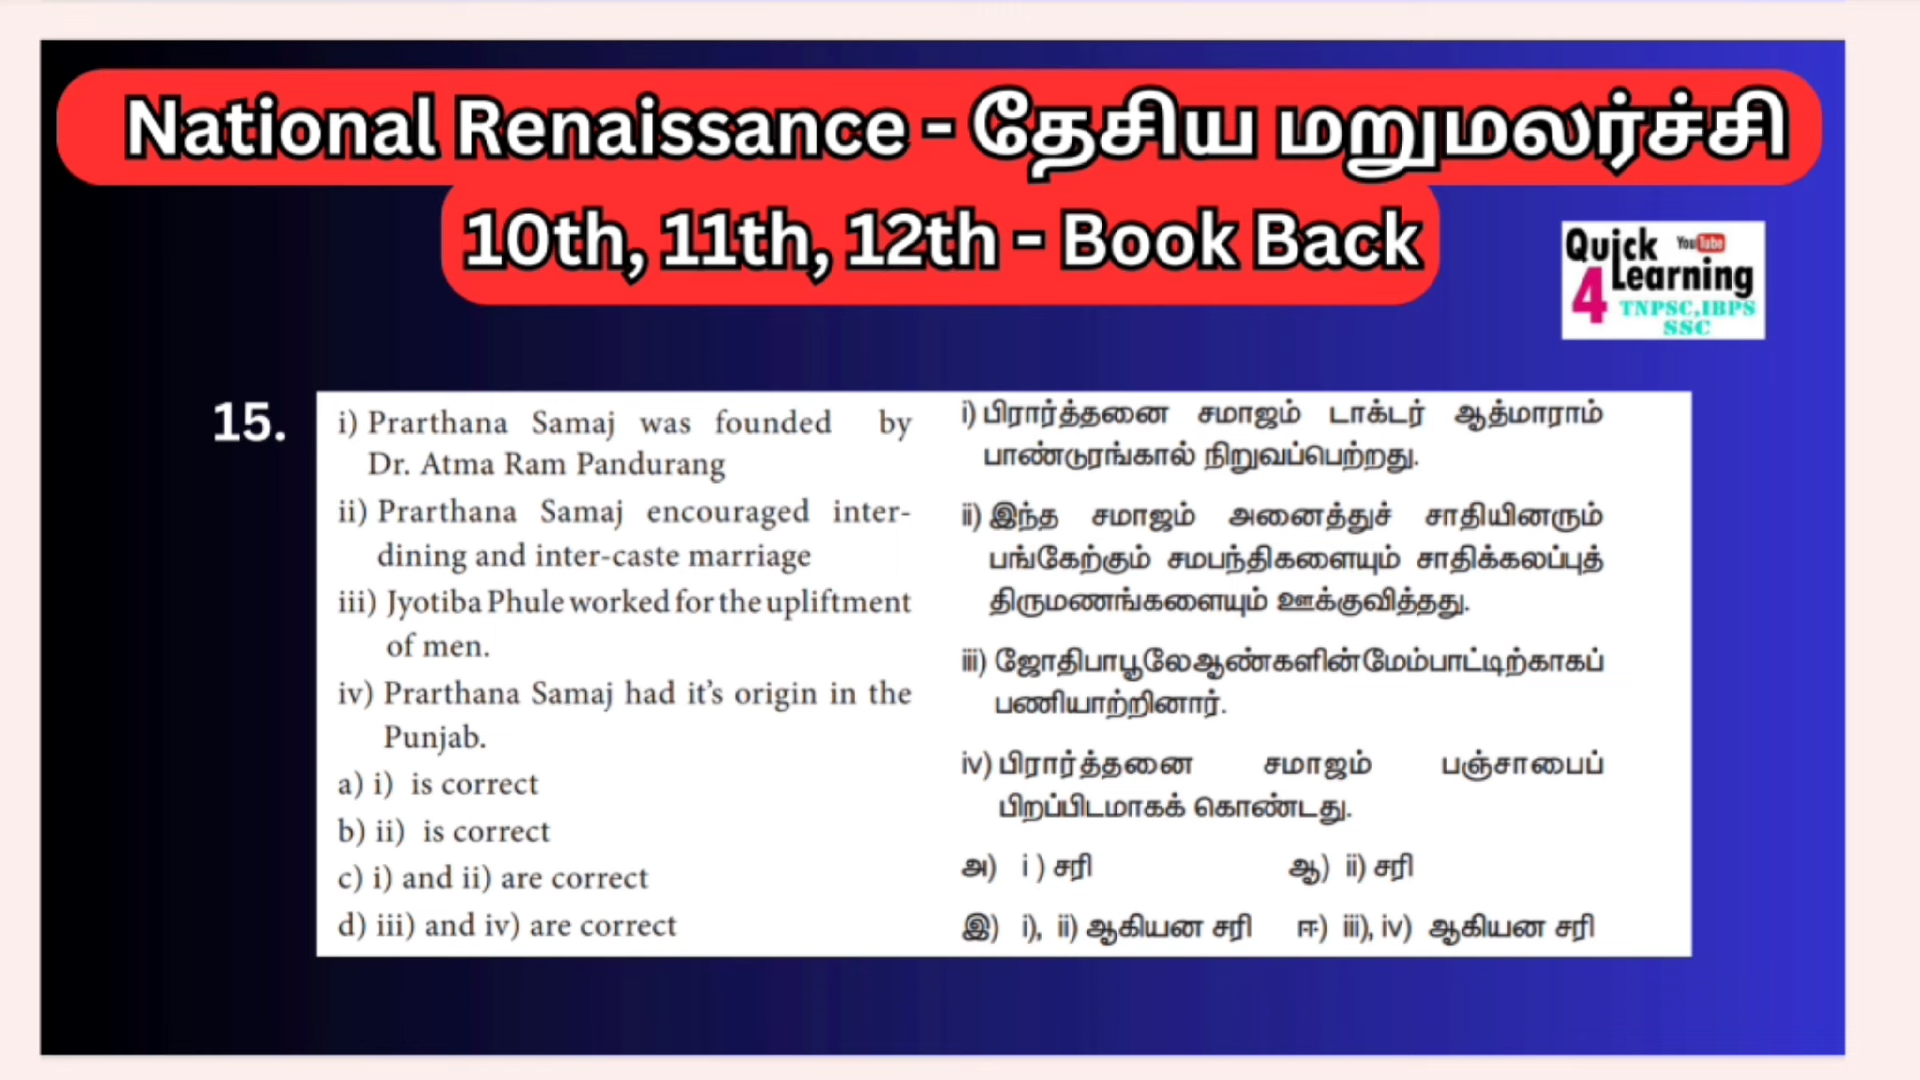 National Renaissance - தேசிய மறுமலர்ச்சி
10th, 11th, 12th - Book Back
Quick YouTube
4 Learning
TNPSC,IBPS
SSC
15.
i) Prarthana Samaj was founded by
Dr. Atma Ram Pandurang
ii) Prarthana Samaj encouraged inter-
dining and inter-caste marriage
iii) Jyotiba Phule worked for the upliftment
of men.
iv) Prarthana Samaj had it’s origin in the
Punjab.
a) i) is correct
b) ii) is correct
c) i) and ii) are correct
d) iii) and iv) are correct
i) பிரார்த்தனை சமாஜம் டாக்டர் ஆத்மாராம்
பாண்டுரங்கால் நிறுவப்பெற்றது.
ii) இந்த சமாஜம் அனைத்துச் சாதியினரும்
பங்கேற்கும் சமபந்திகளையும் சாதிக்கலப்புத்
திருமணங்களையும் ஊக்குவித்தது.
iii) ஜோதிபாபூலே ஆண்களின் மேம்பாட்டிற்காகப்
பணியாற்றினார்.
iv) பிரார்த்தனை சமாஜம் பஞ்சாபைப்
பிறப்பிடமாகக் கொண்டது.
அ) i ) சரி ஆ) ii) சரி
இ) i), ii) ஆகியன சரி ஈ) iii), iv) ஆகியன சரி